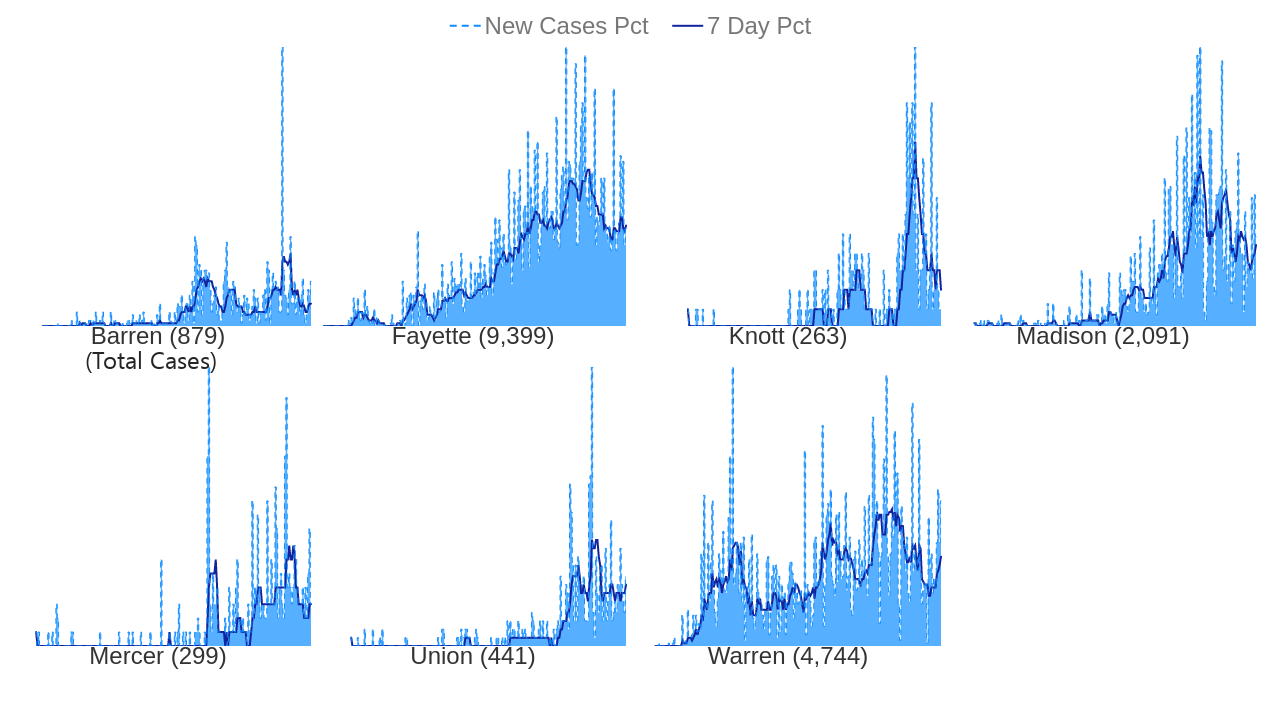 New Cases Pct 7 Day Pct
Barren (879)
(Total Cases)
Fayette (9,399)
Knott (263)
Madison (2,091)
Mercer (299)
Union (441)
Warren (4,744)